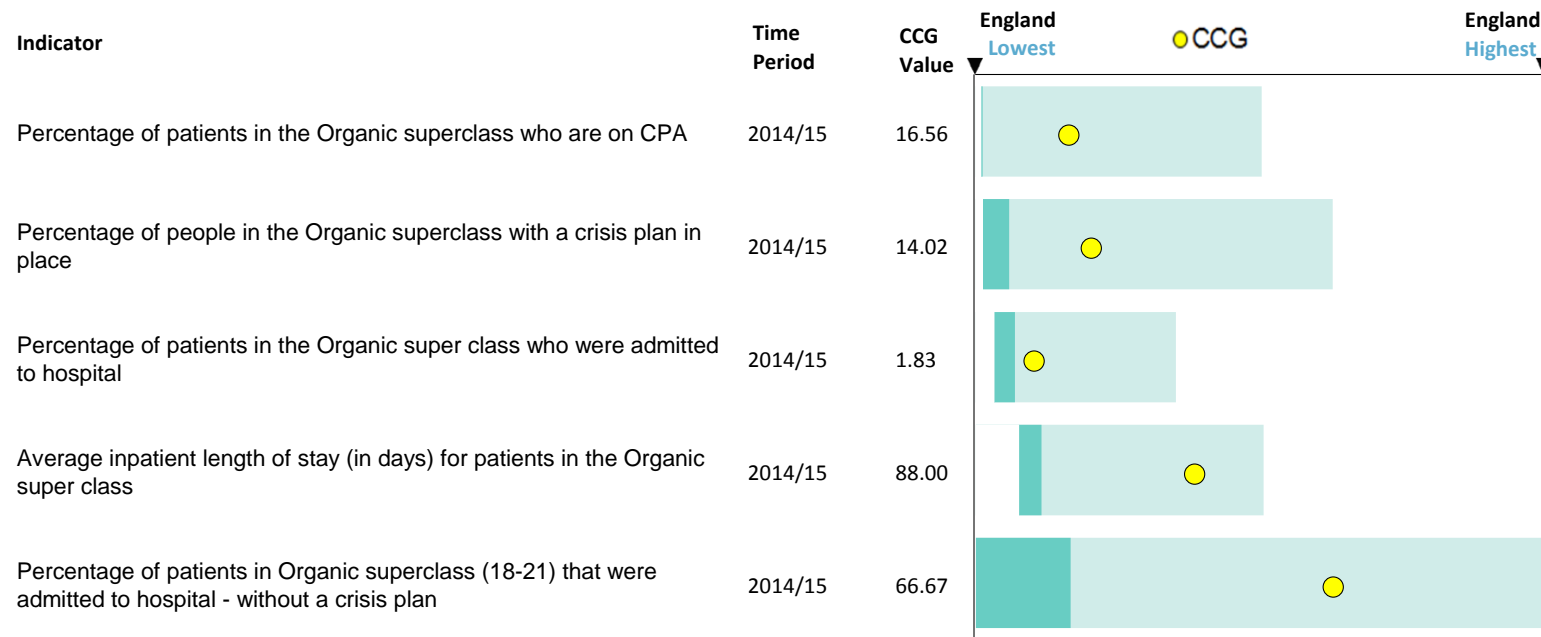 Indicator
Time
Period
CCG
Value
England
Lowest
CCG
England
Highest
Percentage of patients in the Organic superclass who are on CPA
2014/15
16.56
Percentage of people in the Organic superclass with a crisis plan in
place
2014/15
14.02
Percentage of patients in the Organic super class who were admitted
to hospital
2014/15
1.83
Average inpatient length of stay (in days) for patients in the Organic
super class
2014/15
88.00
Percentage of patients in Organic superclass (18-21) that were
admitted to hospital - without a crisis plan
2014/15
66.67